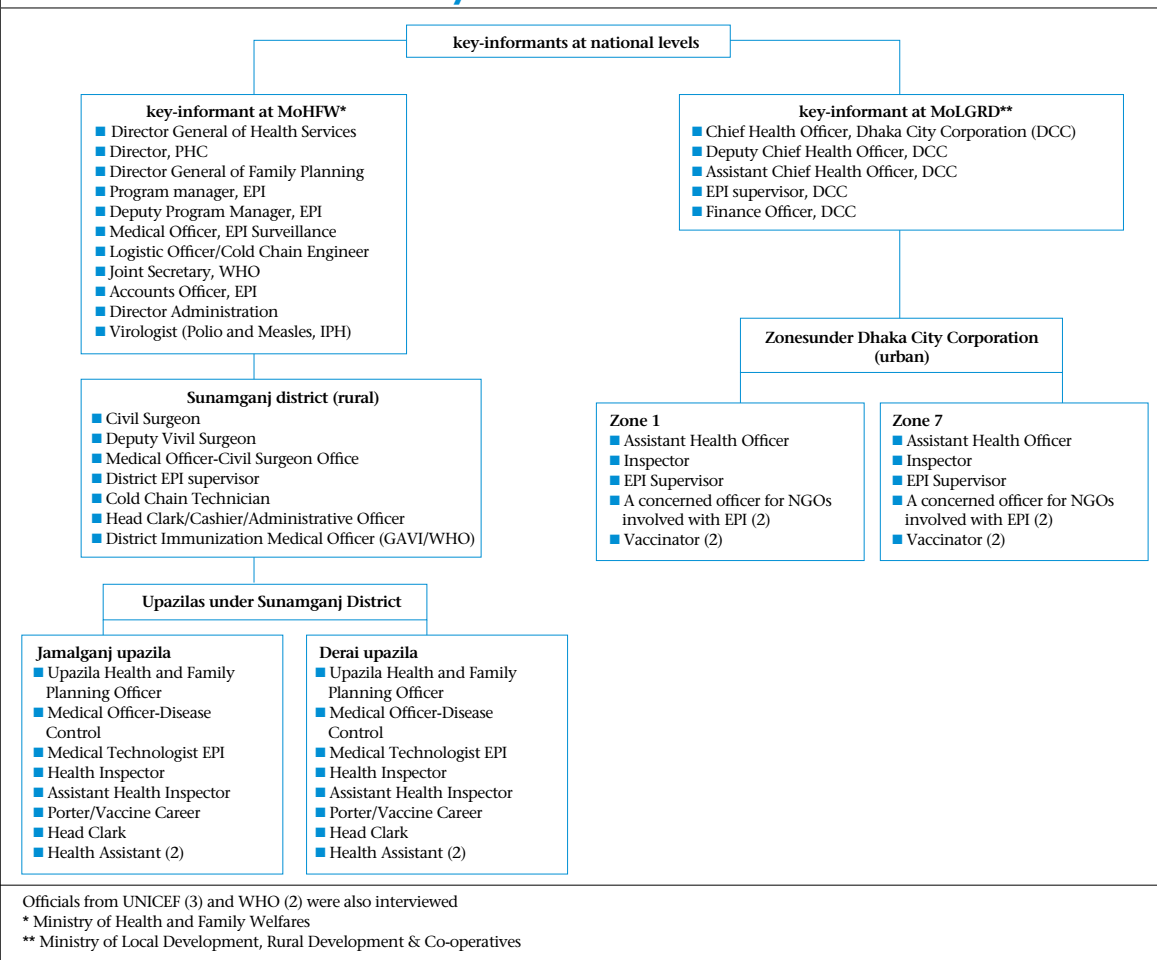 key-informants at national levels
key-informant at MoHFW*
■ Director General of Health Services
■ Director, PHC
■ Director General of Family Planning
■ Program manager, EPI
■ Deputy Program Manager, EPI
■ Medical Officer, EPI Surveillance
■ Logistic Officer/Cold Chain Engineer
■ Joint Secretary, WHO
■ Accounts Officer, EPI
■ Director Administration
■ Virologist (Polio and Measles, IPH)
key-informant at MoLGRD**
■ Chief Health Officer, Dhaka City Corporation (DCC)
■ Deputy Chief Health Officer, DCC
■ Assistant Chief Health Officer, DCC
■ EPI supervisor, DCC
■ Finance Officer, DCC
Sunamganj district (rural)
■ Civil Surgeon
■ Deputy Vivil Surgeon
■ Medical Officer-Civil Surgeon Office
■ District EPI supervisor
■ Cold Chain Technician
■ Head Clark/Cashier/Administrative Officer
■ District Immunization Medical Officer (GAVI/WHO)
Zonesunder Dhaka City Corporation
(urban)
Zone 1
■ Assistant Health Officer
■ Inspector
■ EPI Supervisor
■ A concerned officer for NGOs
involved with EPI (2)
■ Vaccinator (2)
Zone 7
■ Assistant Health Officer
■ Inspector
■ EPI Supervisor
■ A concerned officer for NGOs
involved with EPI (2)
■ Vaccinator (2)
Upazilas under Sunamganj District
Jamalganj upazila
■ Upazila Health and Family
Planning Officer
■ Medical Officer-Disease
Control
■ Medical Technologist EPI
■ Health Inspector
■ Assistant Health Inspector
■ Porter/Vaccine Career
■ Head Clark
■ Health Assistant (2)
Derai upazila
■ Upazila Health and Family
Planning Officer
■ Medical Officer-Disease
Control
■ Medical Technologist EPI
■ Health Inspector
■ Assistant Health Inspector
■ Porter/Vaccine Career
■ Head Clark
■ Health Assistant (2)
Officials from UNICEF (3) and WHO (2) were also interviewed
* Ministry of Health and Family Welfares
** Ministry of Local Development, Rural Development & Co-operatives